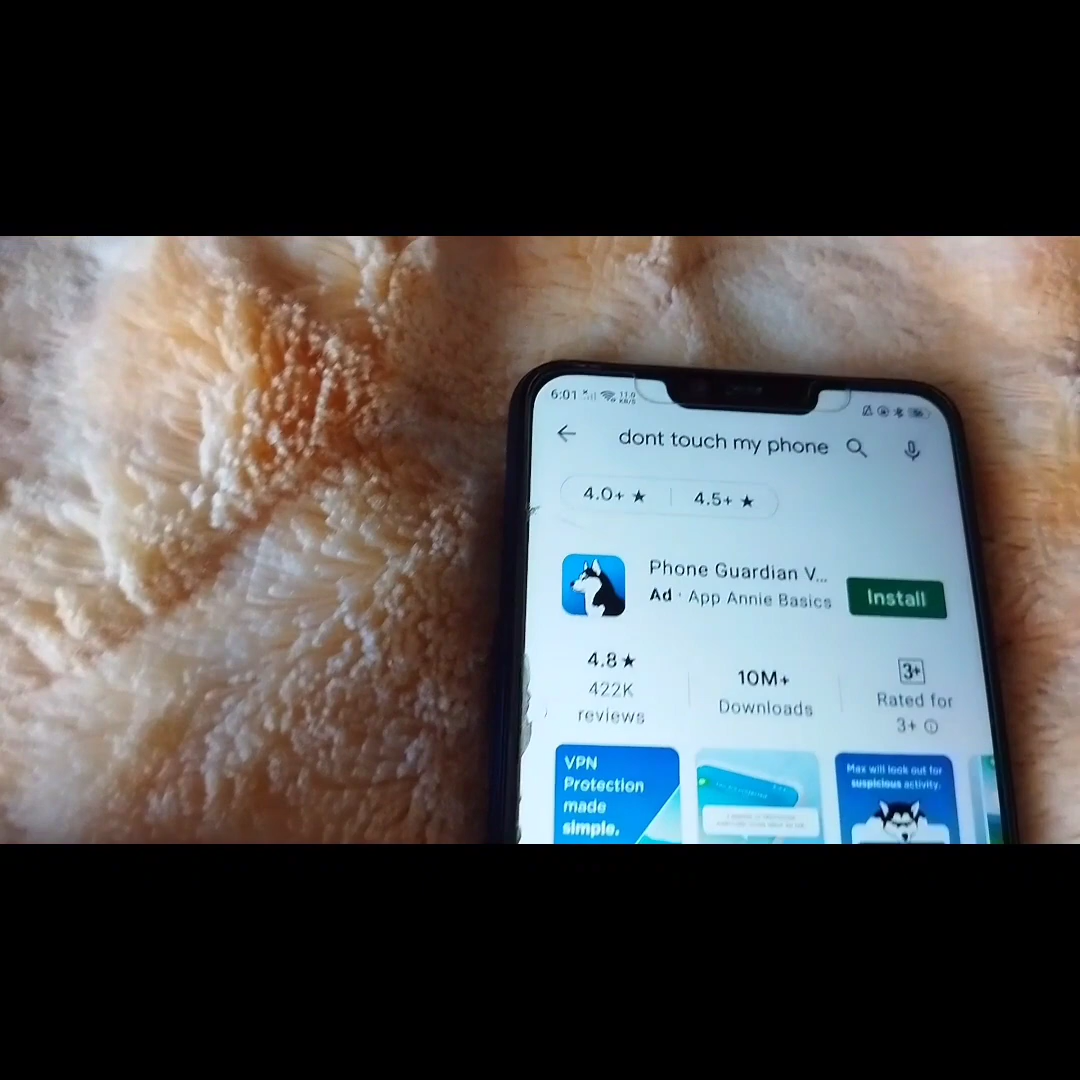 6:01
dont touch my phone
4.0+ ★ 4.5+ ★
Phone Guardian V...
Ad · App Annie Basics
Install
4.8 ★
422K
reviews
10M+
Downloads
3+
Rated for
3+
VPN
Protection
made
simple.
Max will look out for
suspicious activity.